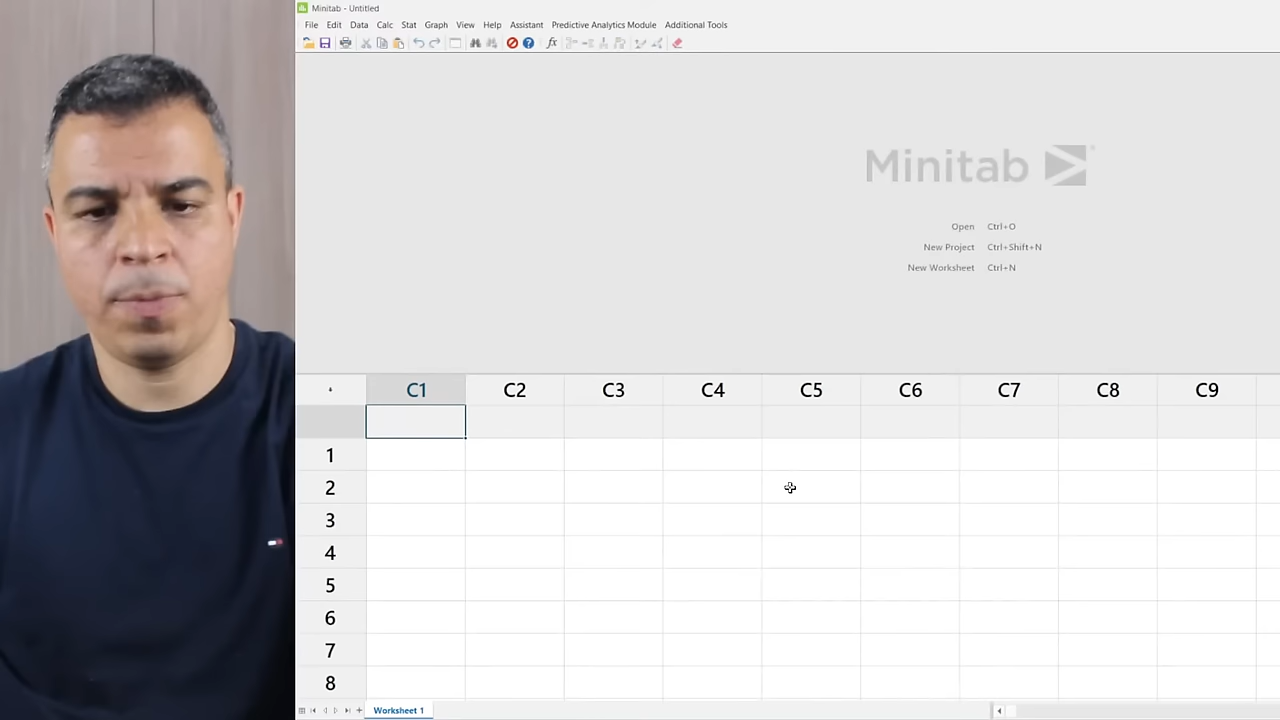 Minitab - Untitled
File Edit Data Calc Stat Graph View Help Assistant Predictive Analytics Module Additional Tools
fx
Minitab
Open Ctrl+O
New Project Ctrl+Shift+N
New Worksheet Ctrl+N
C1 C2 C3 C4 C5 C6 C7 C8 C9
1
2
3
4
5
6
7
8
Worksheet 1